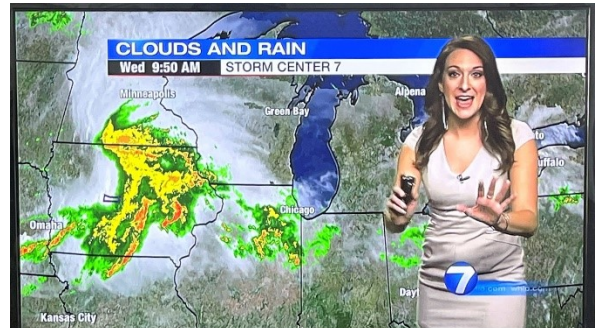 CLOUDS AND RAIN
Wed 9:50 AM STORM CENTER 7
Minneapolis
Alpena
Green Bay
uffalo
Chicago
Omaha
7
Kansas City